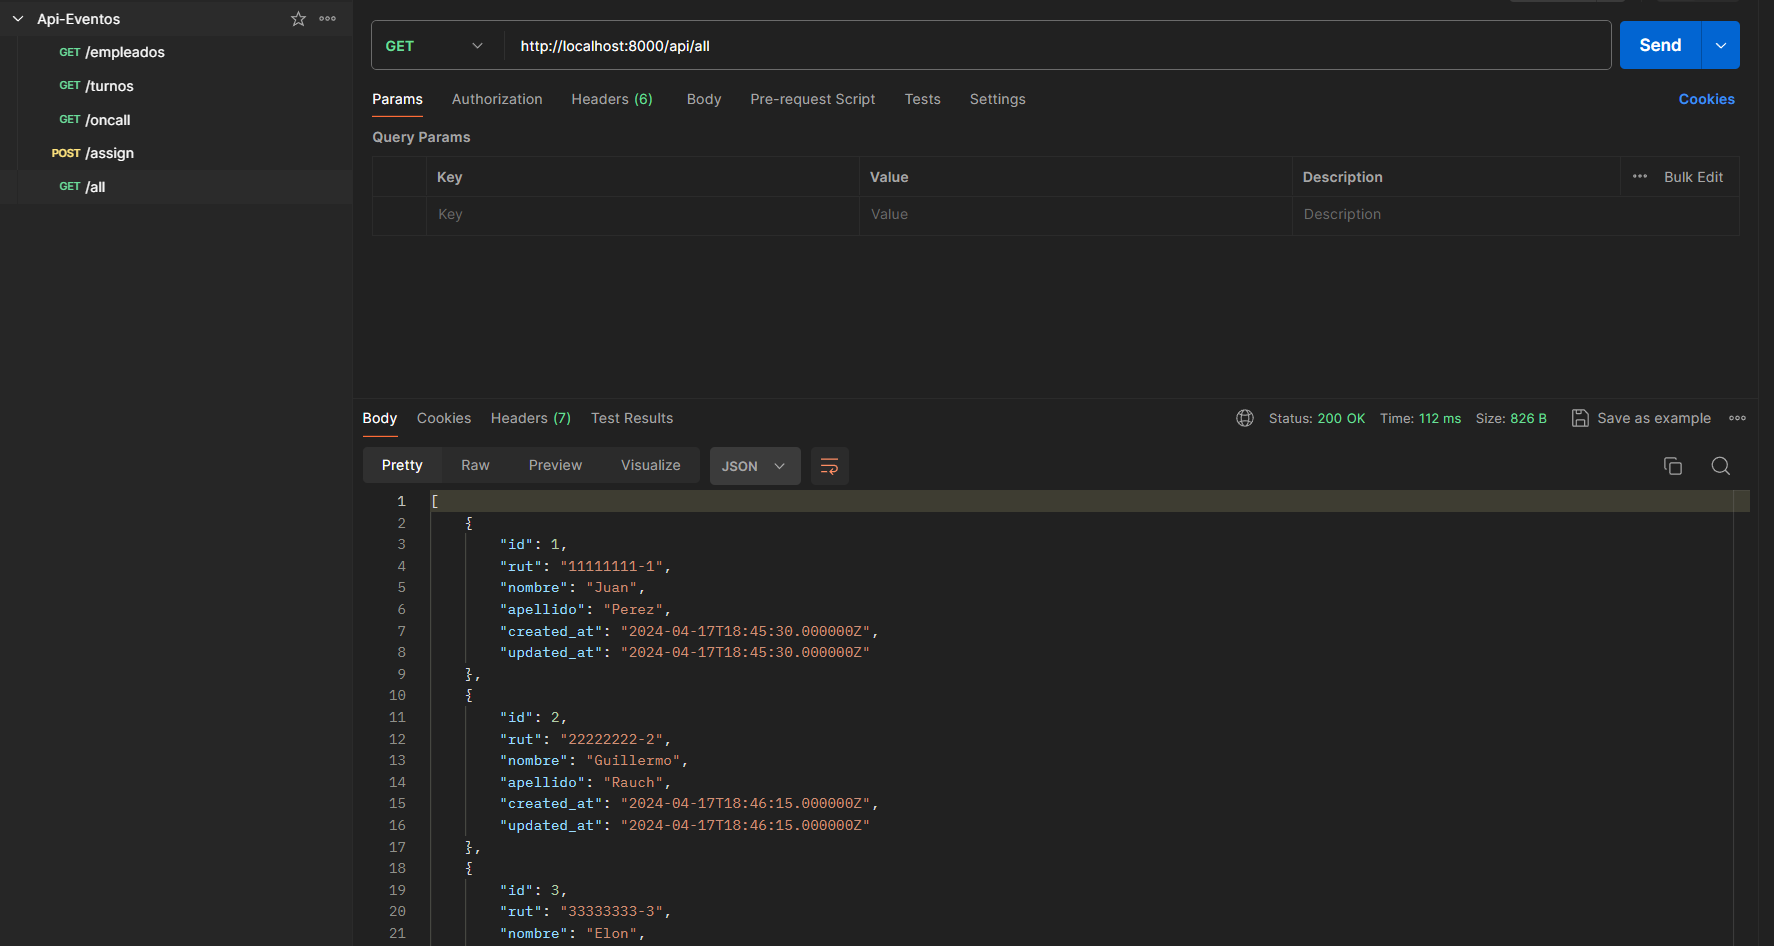 Api-Eventos
GET /empleados
GET /turnos
GET /oncall
POST /assign
GET /all
GET http://localhost:8000/api/all Send
Params Authorization Headers (6) Body Pre-request Script Tests Settings Cookies
Query Params
Key Value Description Bulk Edit
Key Value Description
Body Cookies Headers (7) Test Results Status: 200 OK Time: 112 ms Size: 826 B Save as example
Pretty Raw Preview Visualize JSON
1 [
2 {
3 "id": 1,
4 "rut": "11111111-1",
5 "nombre": "Juan",
6 "apellido": "Perez",
7 "created_at": "2024-04-17T18:45:30.000000Z",
8 "updated_at": "2024-04-17T18:45:30.000000Z"
9 },
10 {
11 "id": 2,
12 "rut": "22222222-2",
13 "nombre": "Guillermo",
14 "apellido": "Rauch",
15 "created_at": "2024-04-17T18:46:15.000000Z",
16 "updated_at": "2024-04-17T18:46:15.000000Z"
17 },
18 {
19 "id": 3,
20 "rut": "33333333-3",
21 "nombre": "Elon",